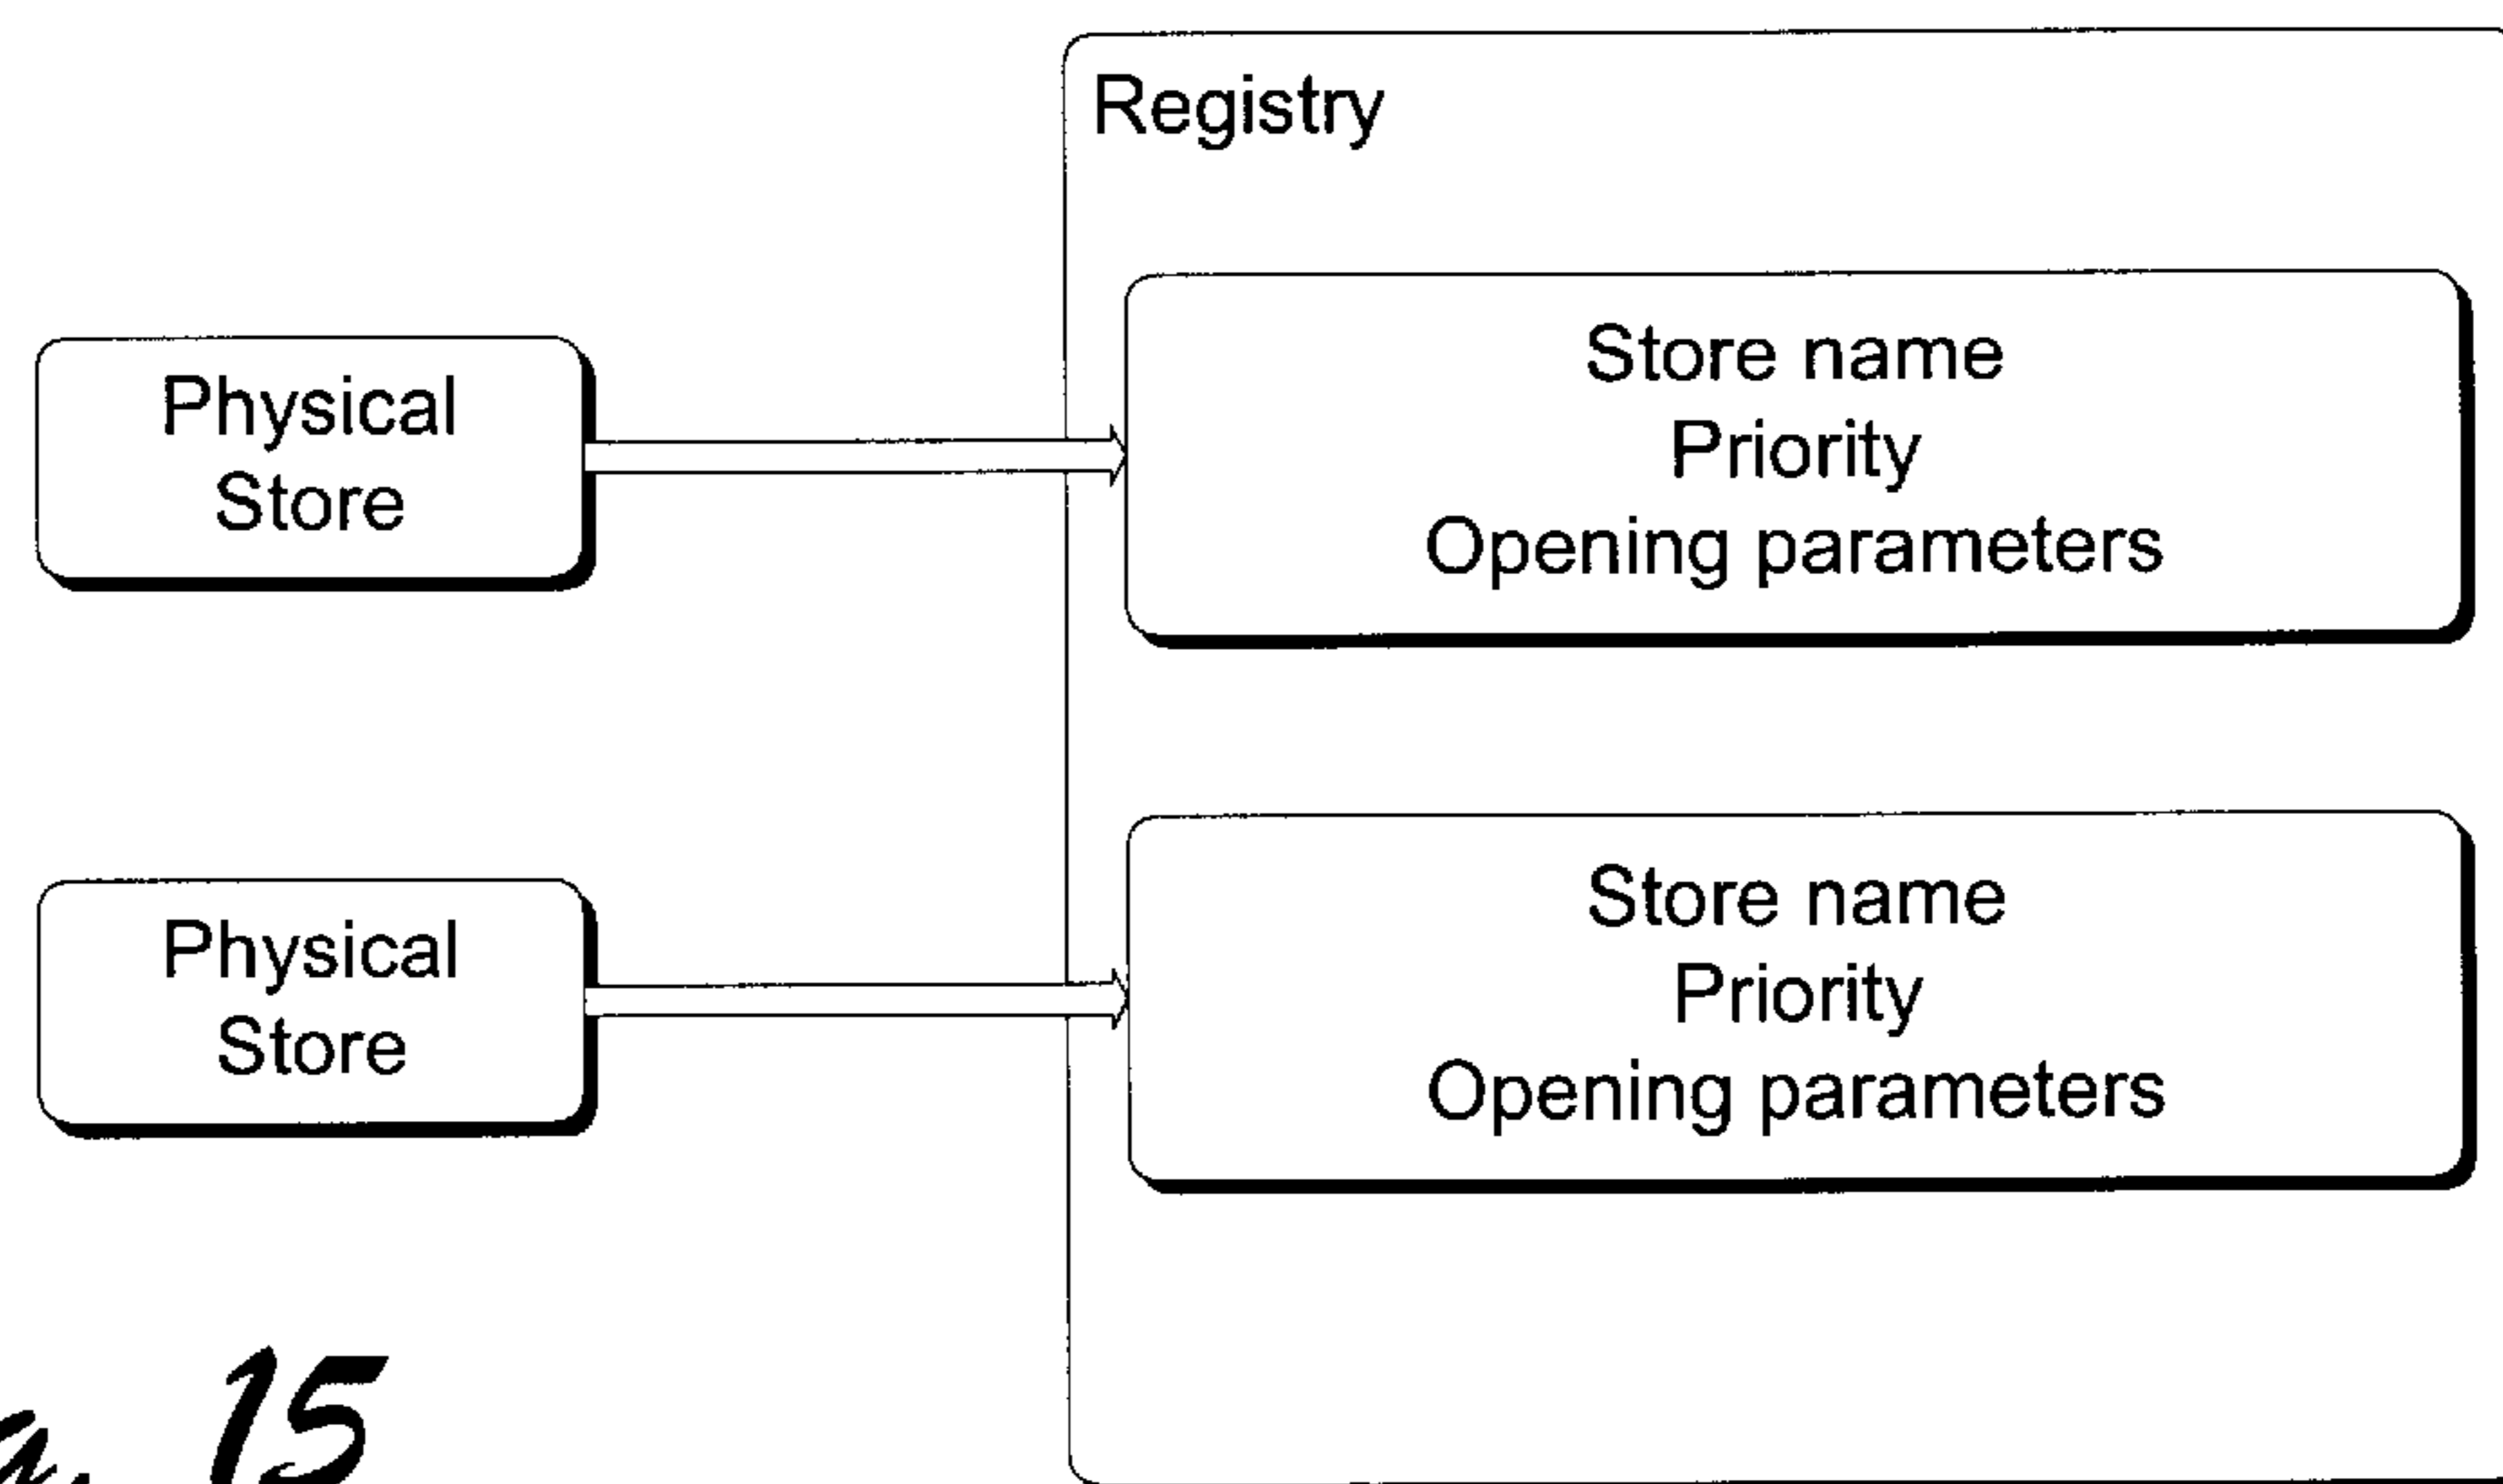 Registry
Physical
Store
Store name
Priority
Opening parameters
Physical
Store
Store name
Priority
Opening parameters
15